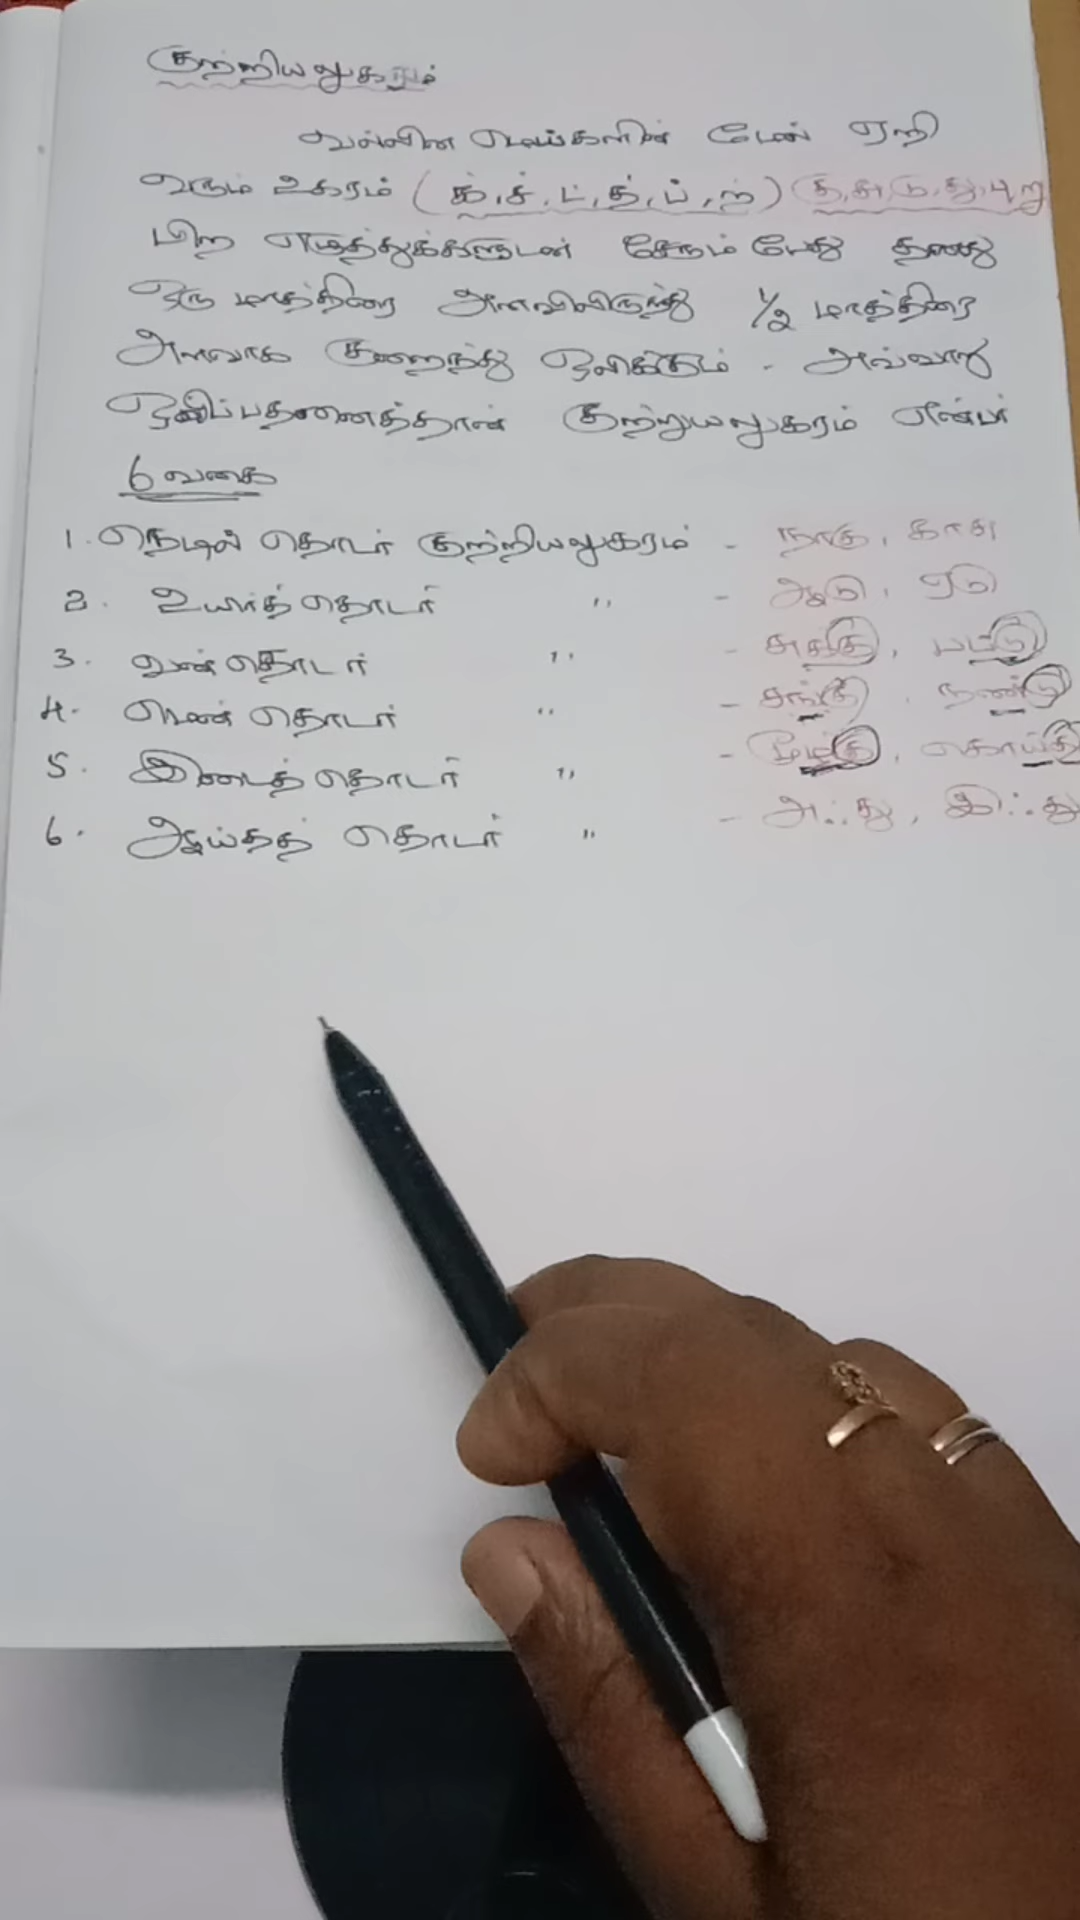 குற்றியலுகரம்
வல்லின மெய்களின் மேல் ஏறி
வரும் உகரம் (க், ச், ட், த், ப், ற்) கு, சு, டு, து, பு, று
பிற எழுத்துக்களுடன் சேரும் போது தனது
ஒரு மாத்திரை அளவிலிருந்து 1/2 மாத்திரை
அளவாக குறைந்து ஒலிக்கும் - அவ்வாறு
ஒலிப்பதனைத்தான் குற்றுயலுகரம் என்பர்
6 வகை
1. நெடில் தொடர் குற்றியலுகரம் - நாகு, காசு
2. உயிர்த் தொடர் " -
3. வன் தொடர் " - சுக்கு, பட்டு
4. மென் தொடர் " - சங்கு, நண்டு
5. இடைத் தொடர் " - மூழ்கு, கொய்து
6. ஆய்தத் தொடர் " - அஃது, இஃது